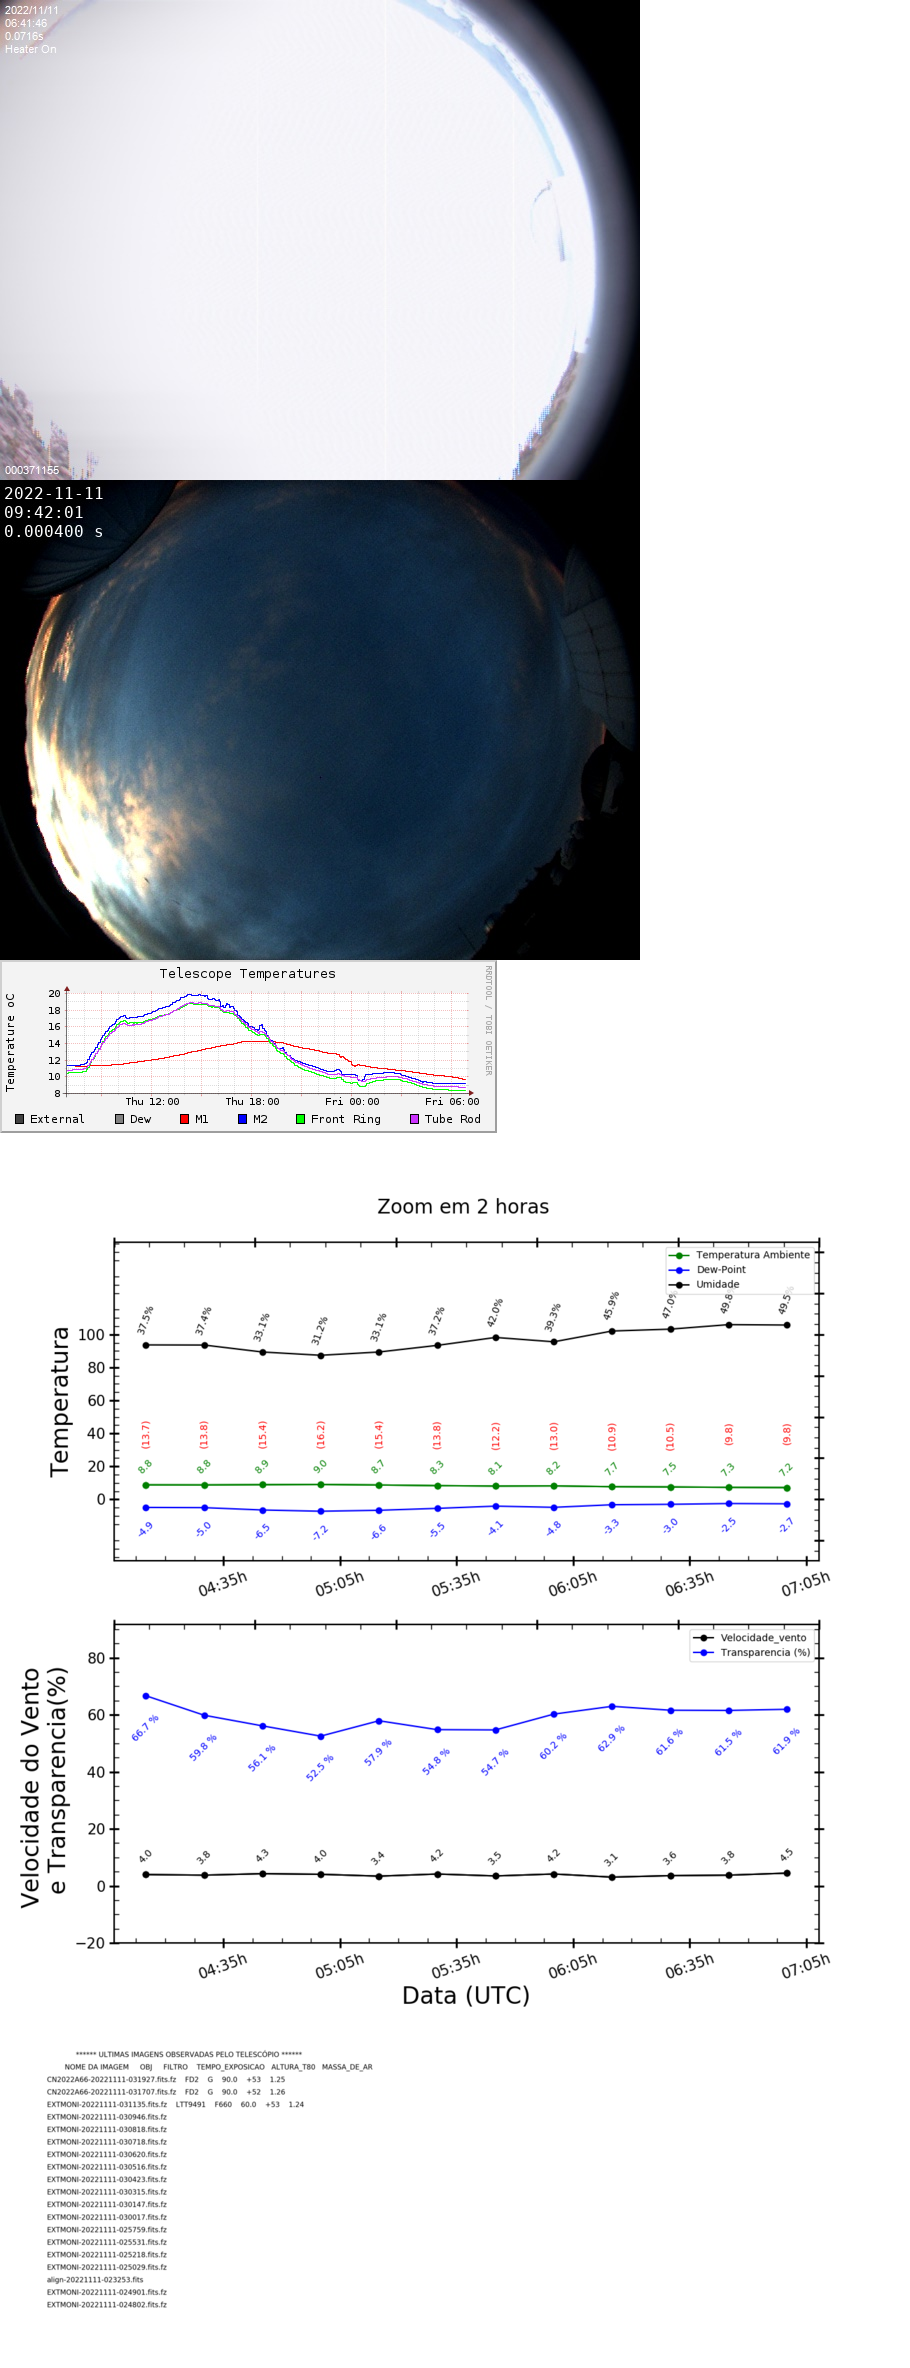 2022/11/11
06:41:46
0.0716s
Heater On
000371155
2022-11-11
09:42:01
0.000400 s
Telescope Temperatures
Temperature oC
20
18
16
14
12
10
8
Thu 12:00 Thu 18:00 Fri 00:00 Fri 06:00
External Dew M1 M2 Front Ring Tube Rod
RRDTOOL / TOBI OETIKER
Zoom em 2 horas
Temperatura Ambiente
Dew-Point
Umidade
Temperatura
100
80
60
40
20
0
37.5% 37.4% 33.1% 31.2% 33.1% 37.2% 42.0% 39.3% 45.9% 47.0% 49.8% 49.5%
(13.7) (13.8) (15.4) (16.2) (15.4) (13.8) (12.2) (13.0) (10.9) (10.5) (9.8) (9.8)
8.8 8.8 8.9 9.0 8.7 8.3 8.1 8.2 7.7 7.5 7.3 7.2
-4.9 -5.0 -6.5 -7.2 -6.6 -5.5 -4.1 -4.8 -3.3 -3.0 -2.5 -2.7
04:35h 05:05h 05:35h 06:05h 06:35h 07:05h
Velocidade_vento
Transparencia (%)
Velocidade do Vento
e Transparencia(%)
80
60
40
20
0
−20
66.7 % 59.8 % 56.1 % 52.5 % 57.9 % 54.8 % 54.7 % 60.2 % 62.9 % 61.6 % 61.5 % 61.9 %
4.0 3.8 4.3 4.0 3.4 4.2 3.5 4.2 3.1 3.6 3.8 4.5
04:35h 05:05h 05:35h 06:05h 06:35h 07:05h
Data (UTC)
****** ULTIMAS IMAGENS OBSERVADAS PELO TELESCÓPIO ******
NOME DA IMAGEM OBJ FILTRO TEMPO_EXPOSICAO ALTURA_T80 MASSA_DE_AR
CN2022A66-20221111-031927.fits.fz FD2 G 90.0 +53 1.25
CN2022A66-20221111-031707.fits.fz FD2 G 90.0 +52 1.26
EXTMONI-20221111-031135.fits.fz LTT9491 F660 60.0 +53 1.24
EXTMONI-20221111-030946.fits.fz
EXTMONI-20221111-030818.fits.fz
EXTMONI-20221111-030718.fits.fz
EXTMONI-20221111-030620.fits.fz
EXTMONI-20221111-030516.fits.fz
EXTMONI-20221111-030423.fits.fz
EXTMONI-20221111-030315.fits.fz
EXTMONI-20221111-030147.fits.fz
EXTMONI-20221111-030017.fits.fz
EXTMONI-20221111-025759.fits.fz
EXTMONI-20221111-025531.fits.fz
EXTMONI-20221111-025218.fits.fz
EXTMONI-20221111-025029.fits.fz
align-20221111-023253.fits
EXTMONI-20221111-024901.fits.fz
EXTMONI-20221111-024802.fits.fz